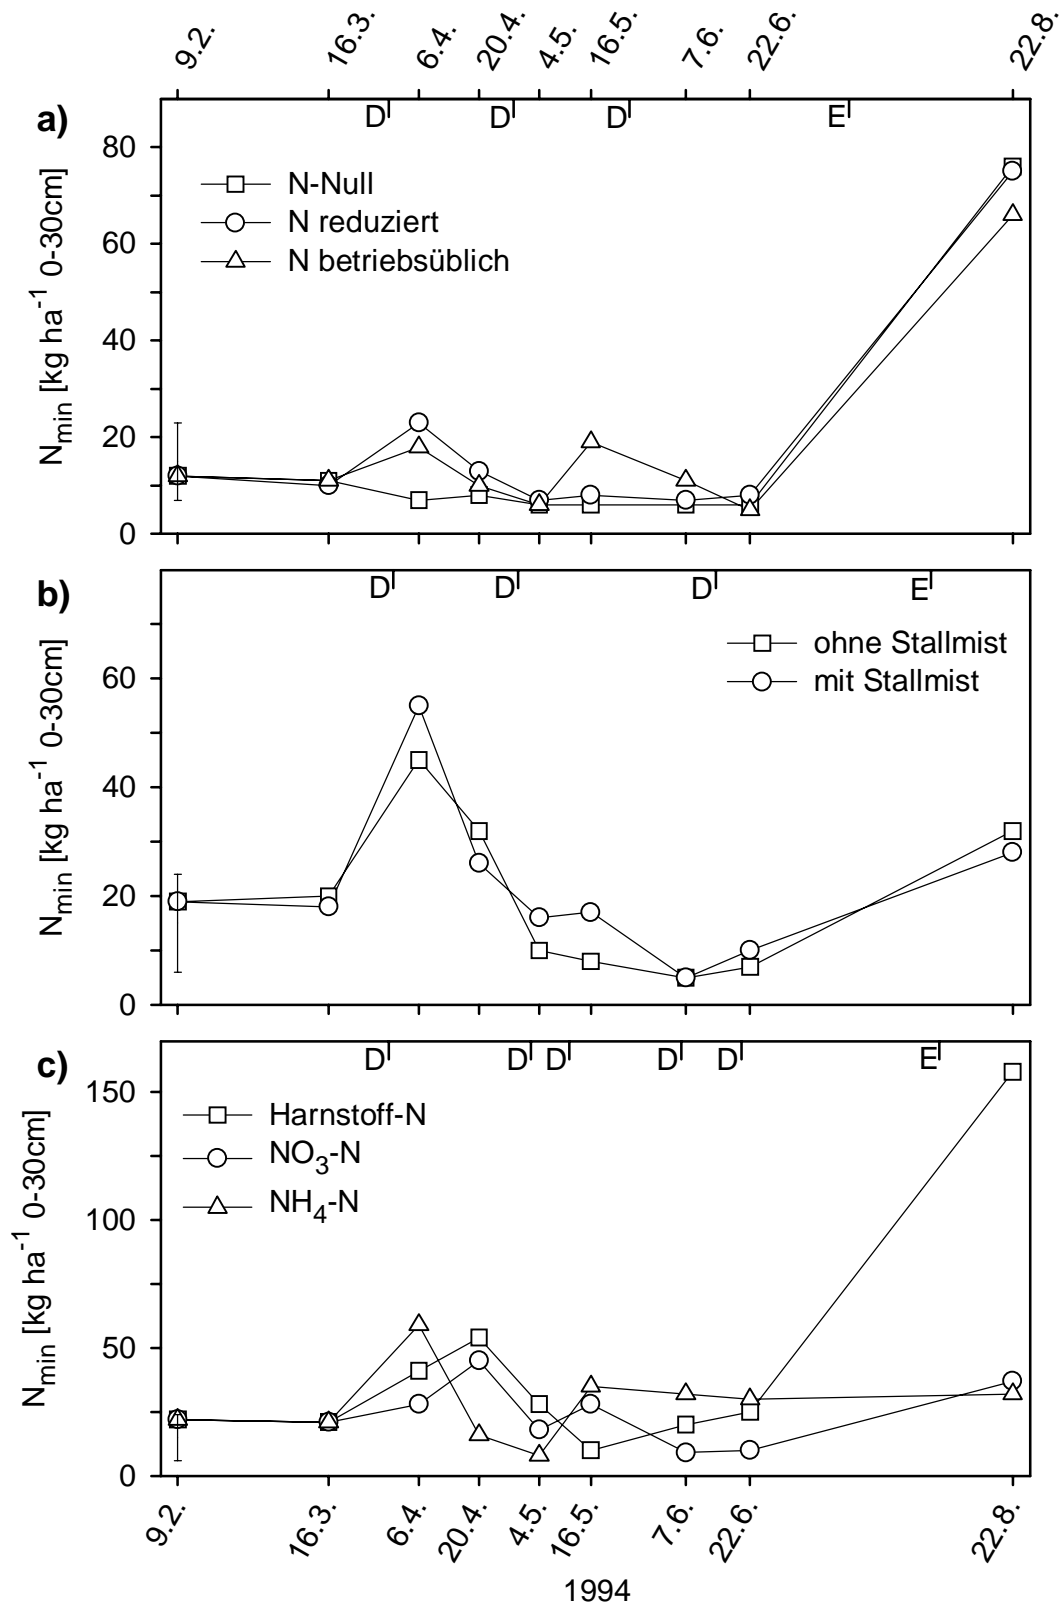 9.2. 16.3. 6.4. 20.4. 4.5. 16.5. 7.6. 22.6. 22.8.
a)
D D D E
80
60
40
20
0
N-Null
N reduziert
N betriebsüblich
Nmin [kg ha-1 0-30cm]
b)
D D D E
60
40
20
0
ohne Stallmist
mit Stallmist
Nmin [kg ha-1 0-30cm]
c)
D D D D D E
150
100
50
0
Harnstoff-N
NO3-N
NH4-N
Nmin [kg ha-1 0-30cm]
9.2. 16.3. 6.4. 20.4. 4.5. 16.5. 7.6. 22.6. 22.8.
1994